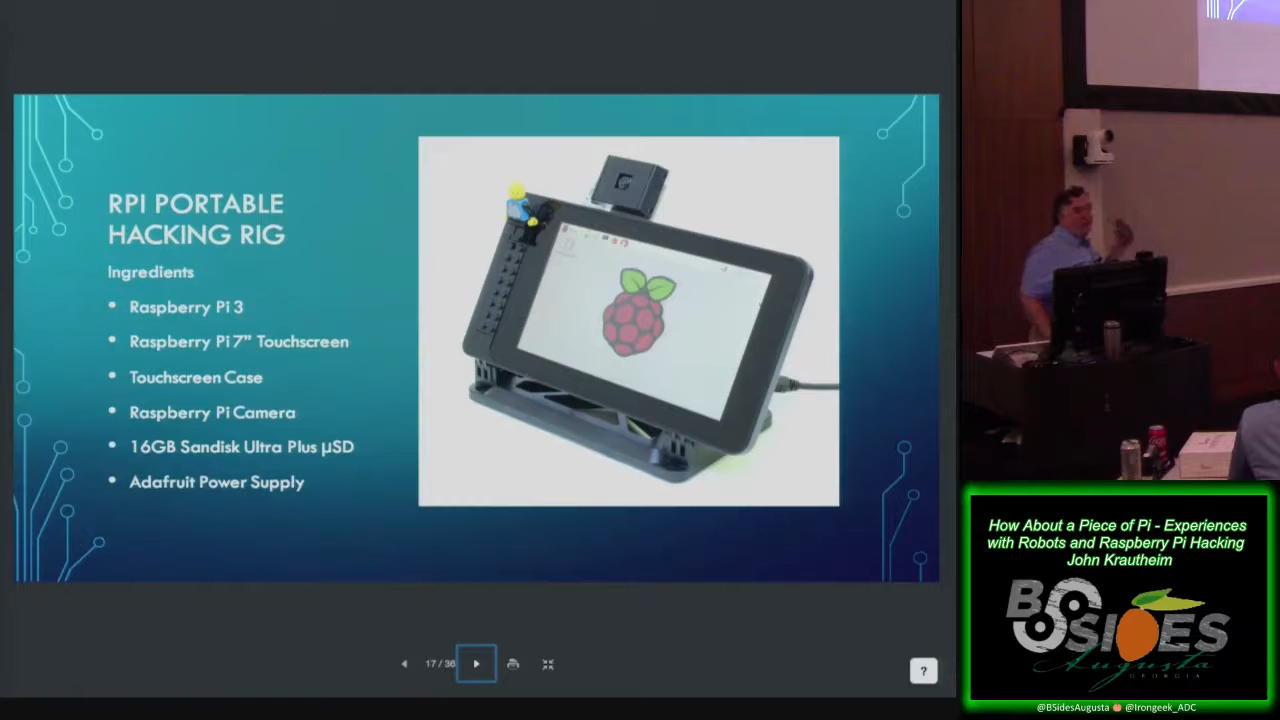 RPI PORTABLE
HACKING RIG
Ingredients
• Raspberry Pi 3
• Raspberry Pi 7" Touchscreen
• Touchscreen Case
• Raspberry Pi Camera
• 16GB Sandisk Ultra Plus µSD
• Adafruit Power Supply
17 / 36
?
How About a Piece of Pi - Experiences
with Robots and Raspberry Pi Hacking
John Krautheim
BSIDES
Augusta
GEORGIA
@BSidesAugusta @Irongeek_ADC